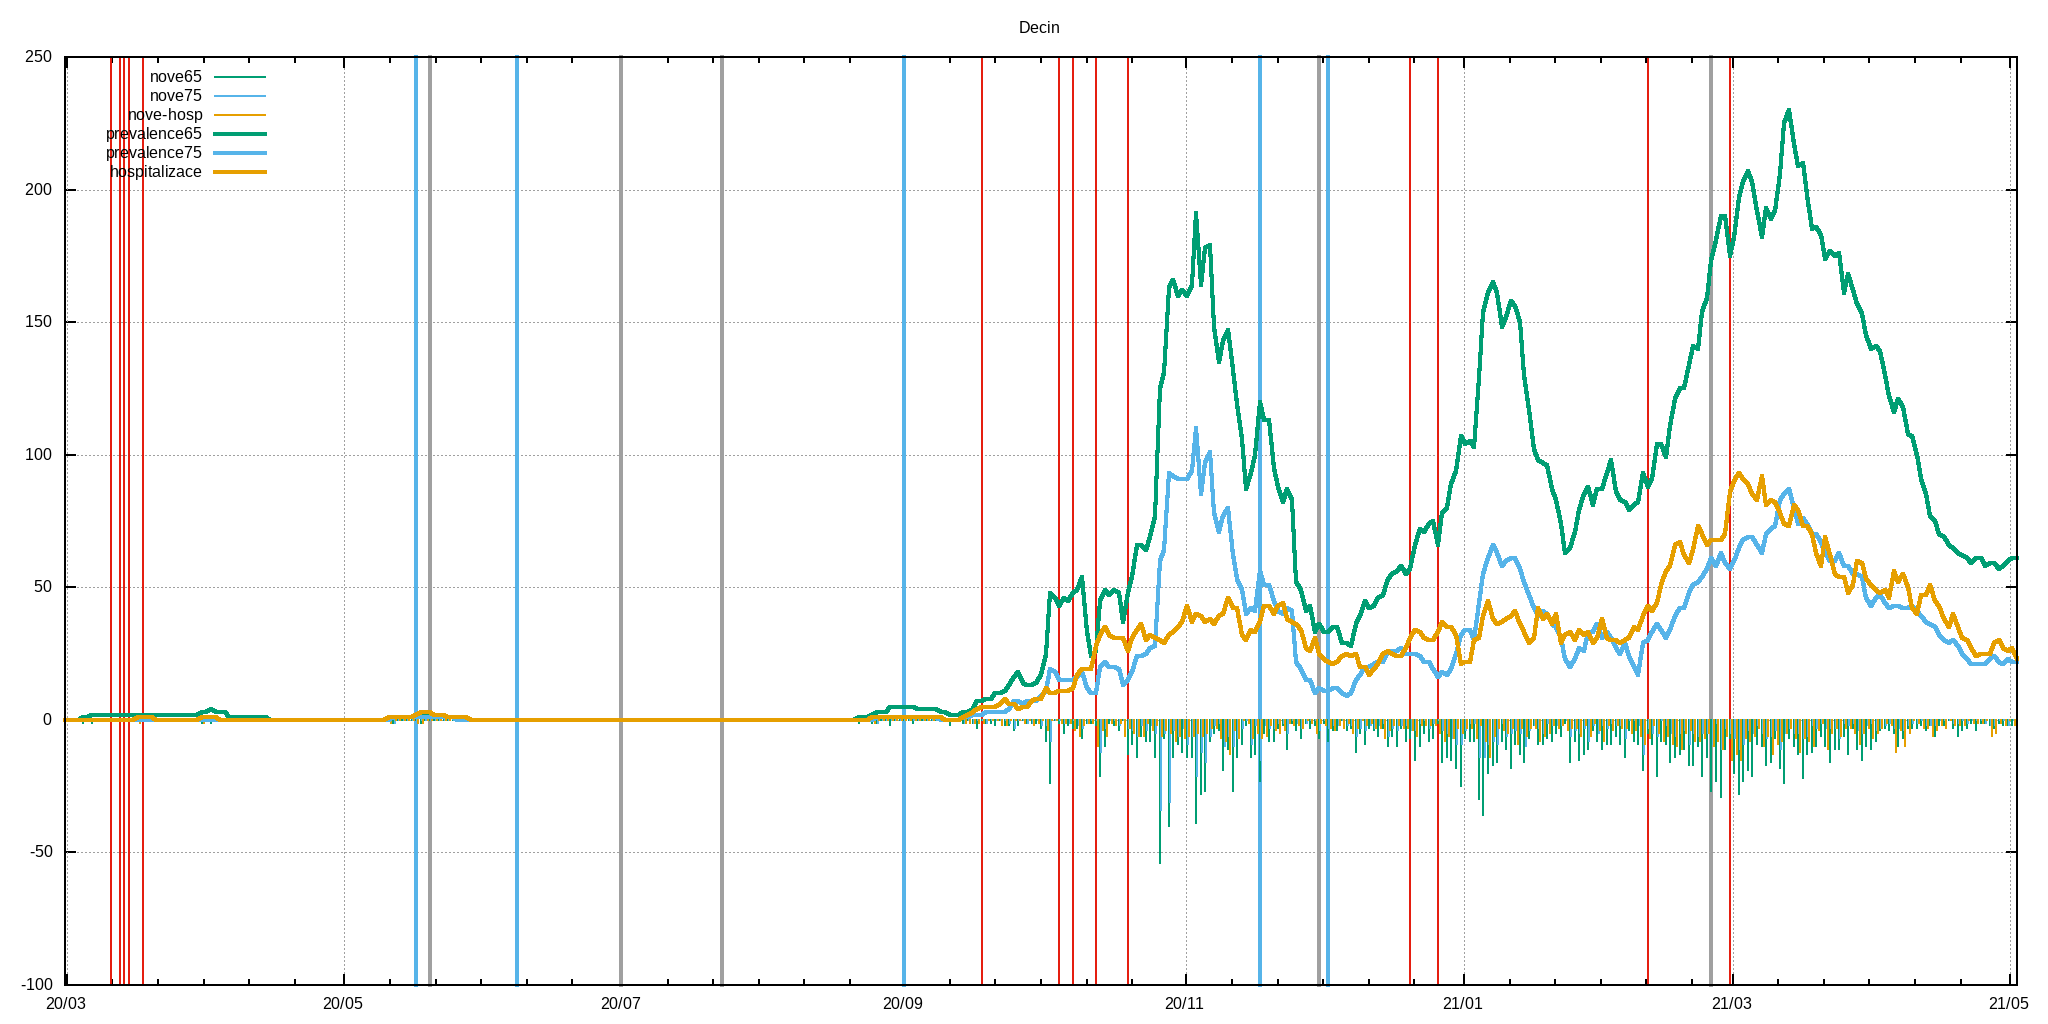 Decin
250
200
150
100
50
0
-50
-100
nove65
nove75
nove-hosp
prevalence65
prevalence75
hospitalizace
20/03 20/05 20/07 20/09 20/11 21/01 21/03 21/05